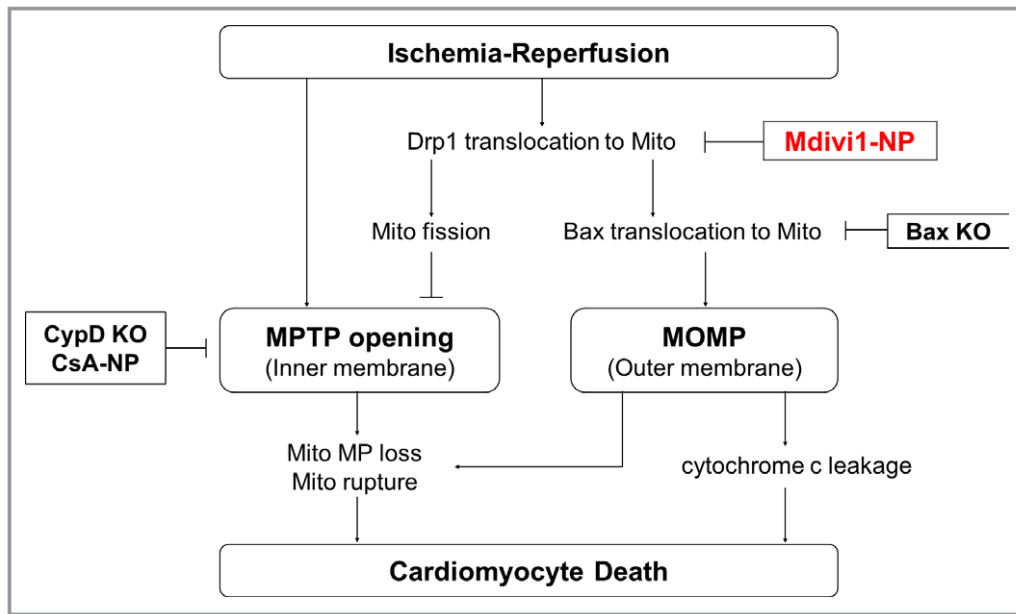 Ischemia-Reperfusion
Drp1 translocation to Mito
Mdivi1-NP
Mito fission
Bax translocation to Mito
Bax KO
CypD KO
CsA-NP
MPTP opening
(Inner membrane)
MOMP
(Outer membrane)
Mito MP loss
Mito rupture
cytochrome c leakage
Cardiomyocyte Death